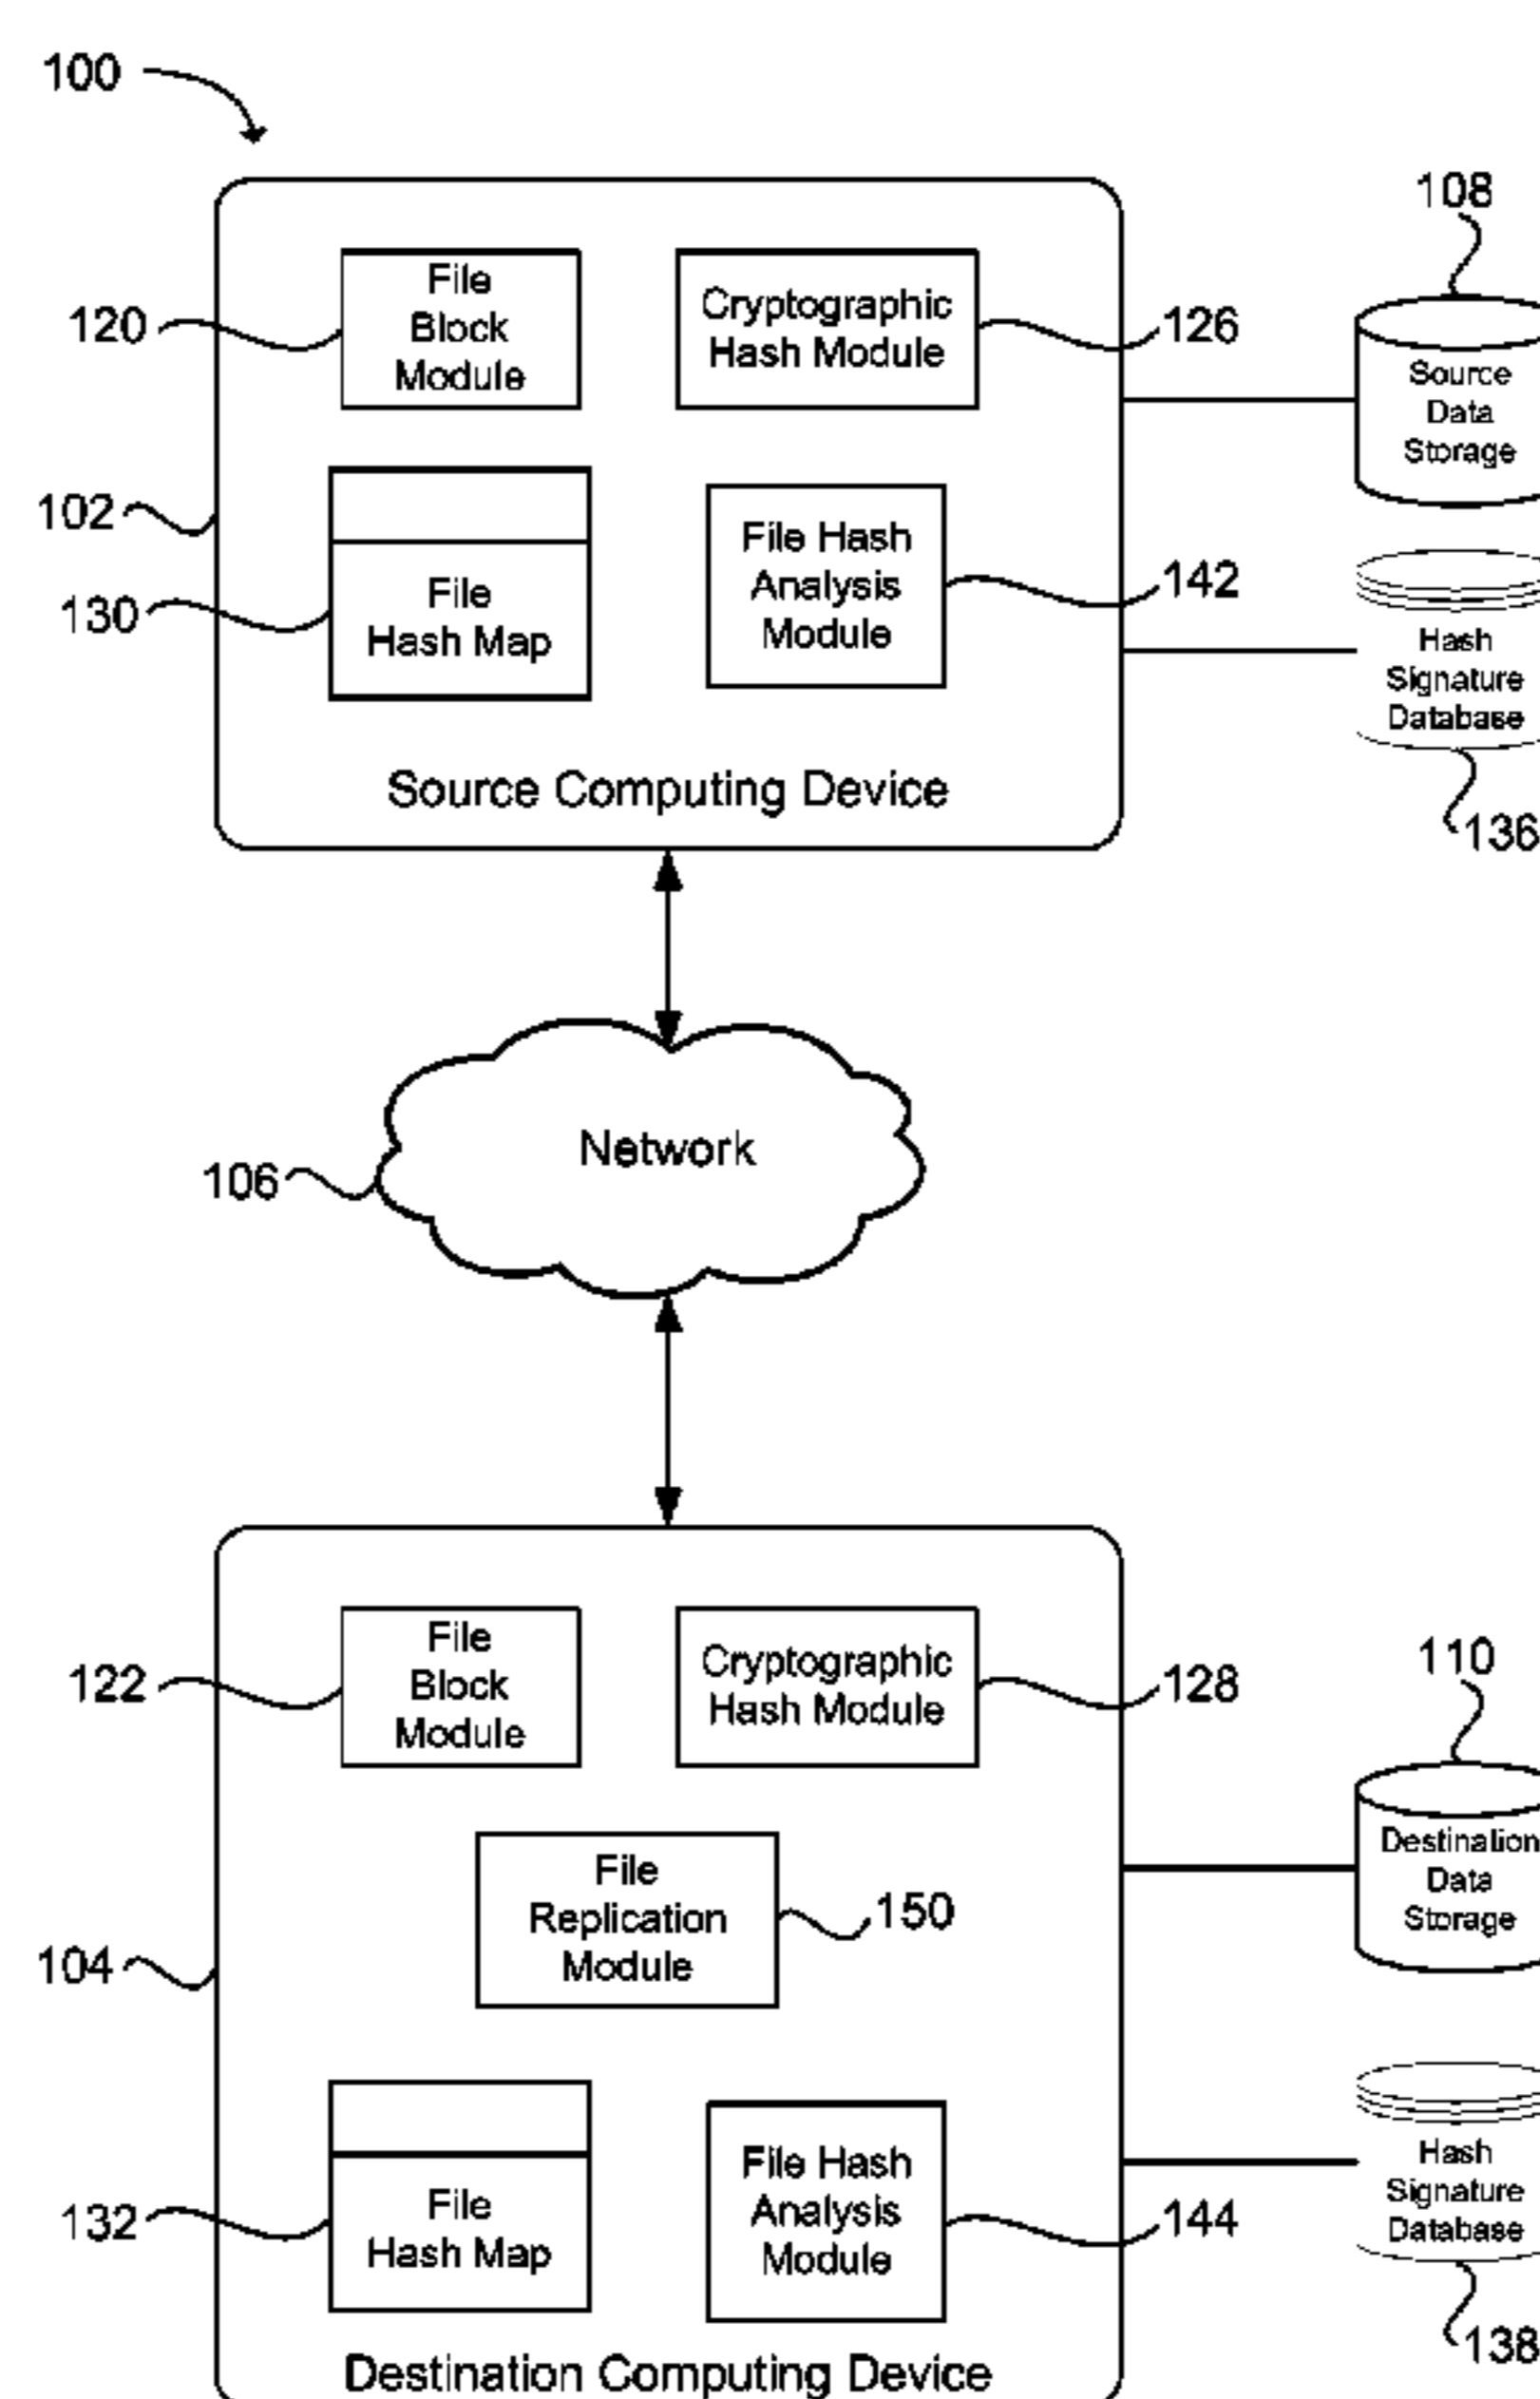 100
108
File
Block
Module
Cryptographic
Hash Module
120
126
Source
Data
Storage
102
File
Hash Map
File Hash
Analysis
Module
130
142
Hash
Signature
Database
Source Computing Device
136
Network
106
File
Block
Module
Cryptographic
Hash Module
122
128
110
Destination
Data
Storage
File
Replication
Module
150
104
File
Hash Map
File Hash
Analysis
Module
132
144
Hash
Signature
Database
138
Destination Computing Device